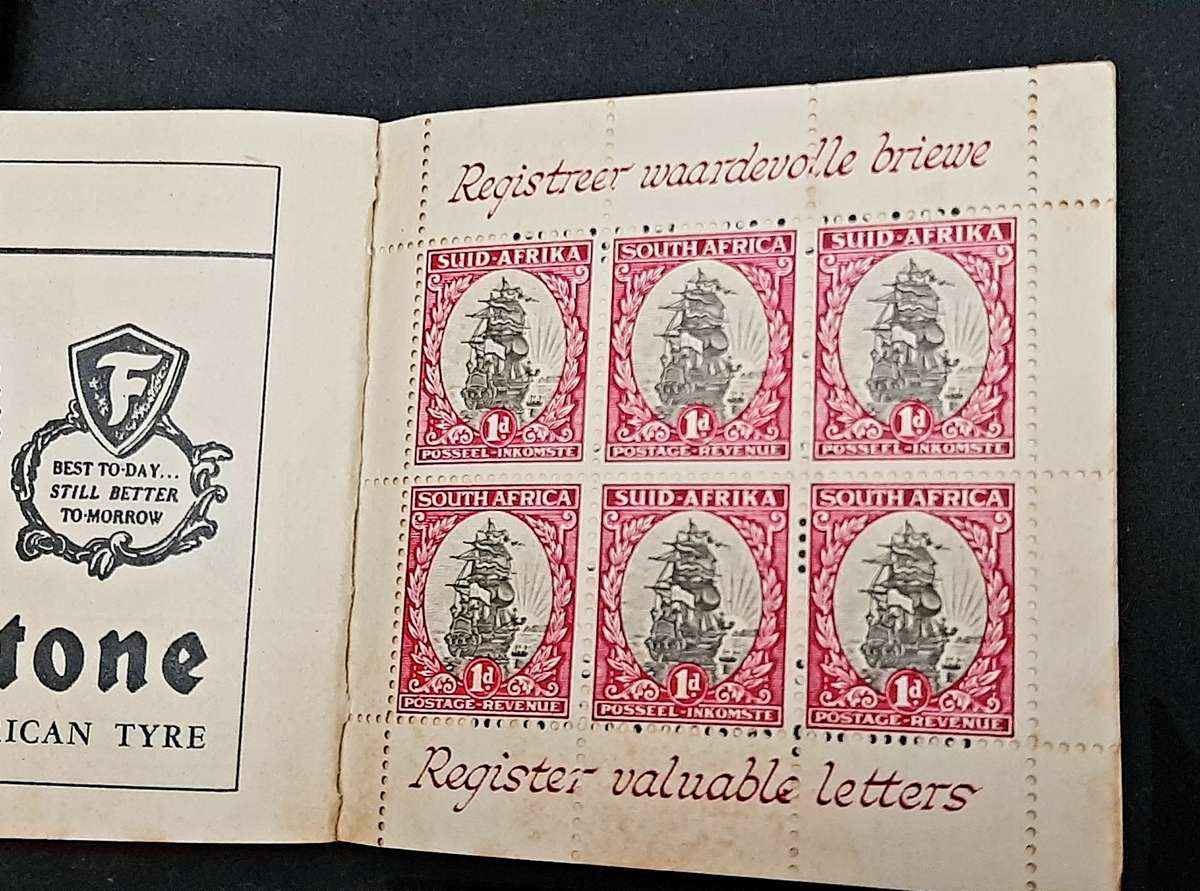 F
BEST TO-DAY...
STILL BETTER
TO-MORROW
tone
RICAN TYRE
Registreer waardevolle briewe
SUID-AFRIKA
1d
POSSEEL-INKOMSTE
SOUTH AFRICA
1d
POSTAGE-REVENUE
SUID-AFRIKA
1d
POSSEEL-INKOMSTE
SOUTH AFRICA
1d
POSTAGE-REVENUE
SUID-AFRIKA
1d
POSSEEL-INKOMSTE
SOUTH AFRICA
1d
POSTAGE-REVENUE
Register valuable letters